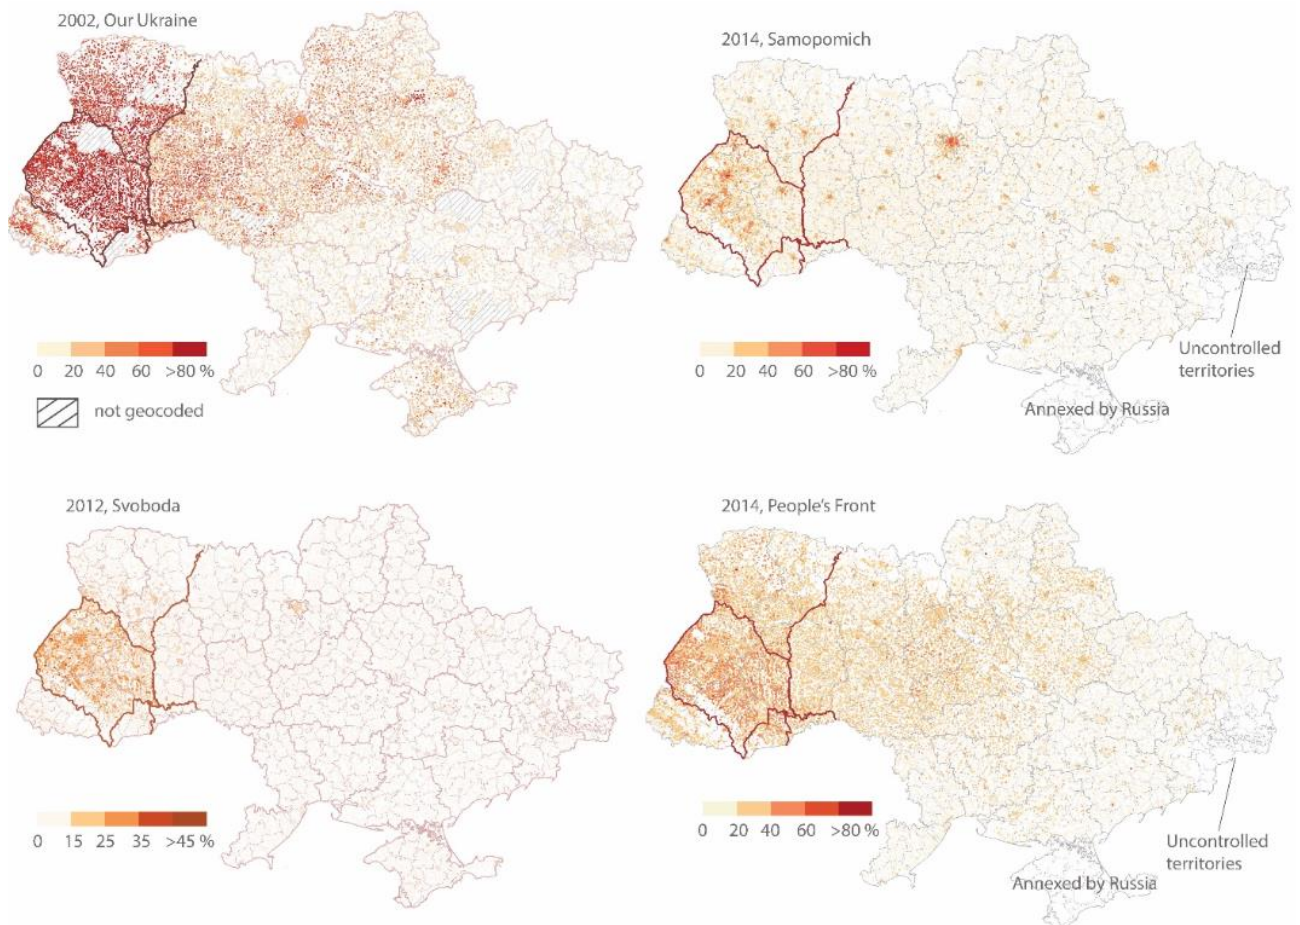 2002, Our Ukraine
0 20 40 60 >80 %
not geocoded
2014, Samopomich
0 20 40 60 >80 %
Uncontrolled
territories
Annexed by Russia
2012, Svoboda
0 15 25 35 >45 %
2014, People's Front
0 20 40 60 >80 %
Uncontrolled
territories
Annexed by Russia